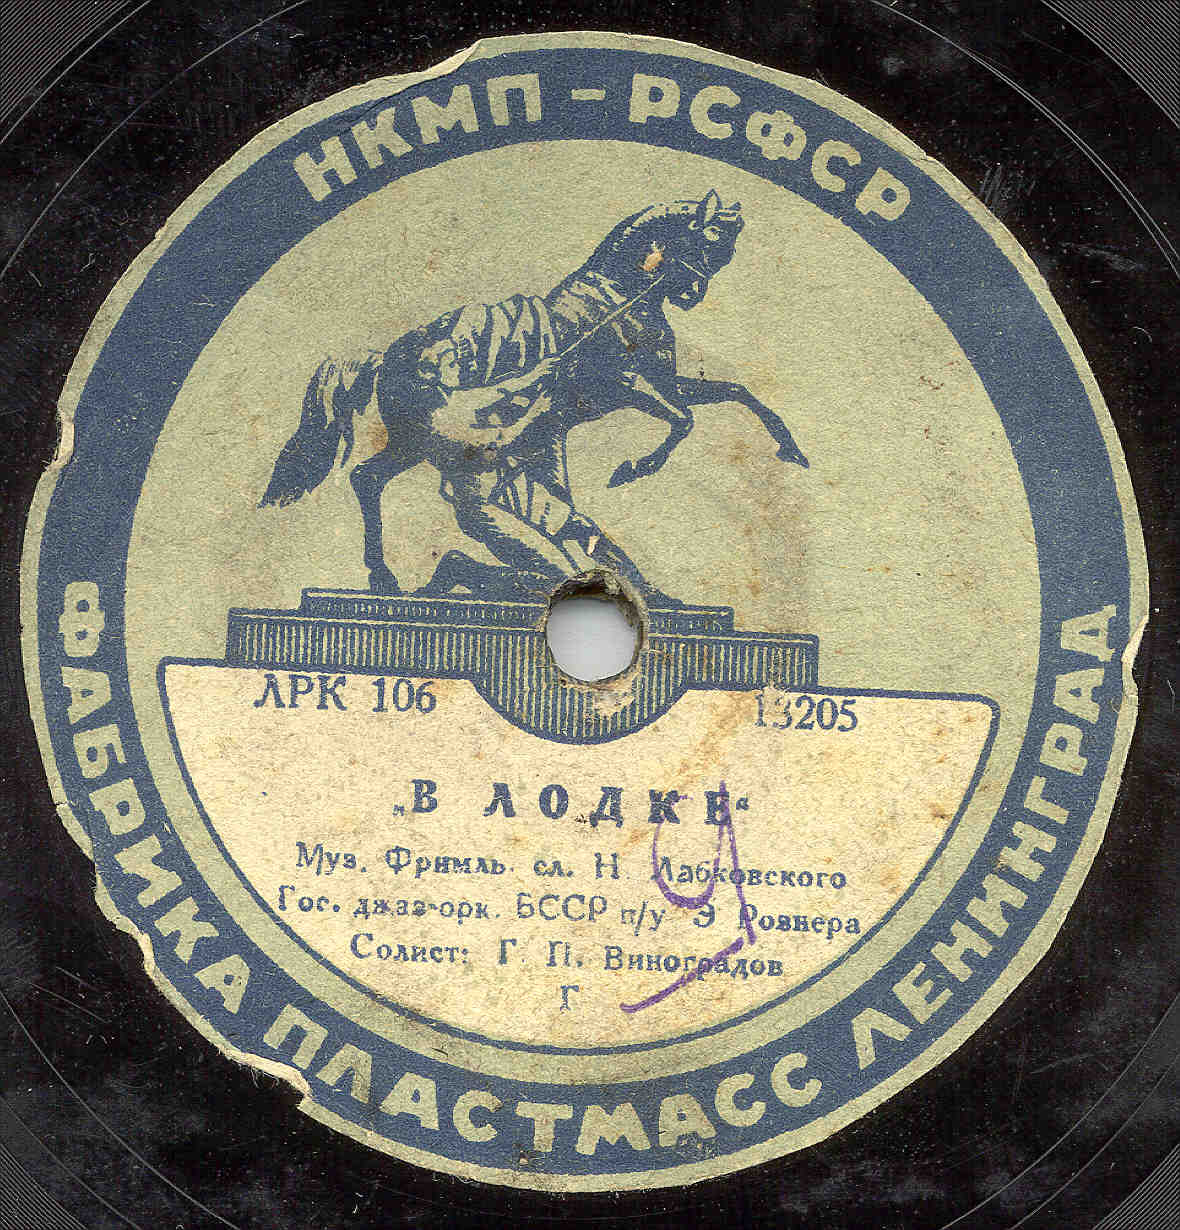 НКМП - РСФСР
ЛРК 106
13205
„В ЛОДКЕ“
Муз. Фримль сл. Н Лабковского
Гос. джаз-орк. БССР п/у Э Рознера
Солист: Г. П. Виноградов
Г
ФАБРИКА ПЛАСТМАСС ЛЕНИНГРАД